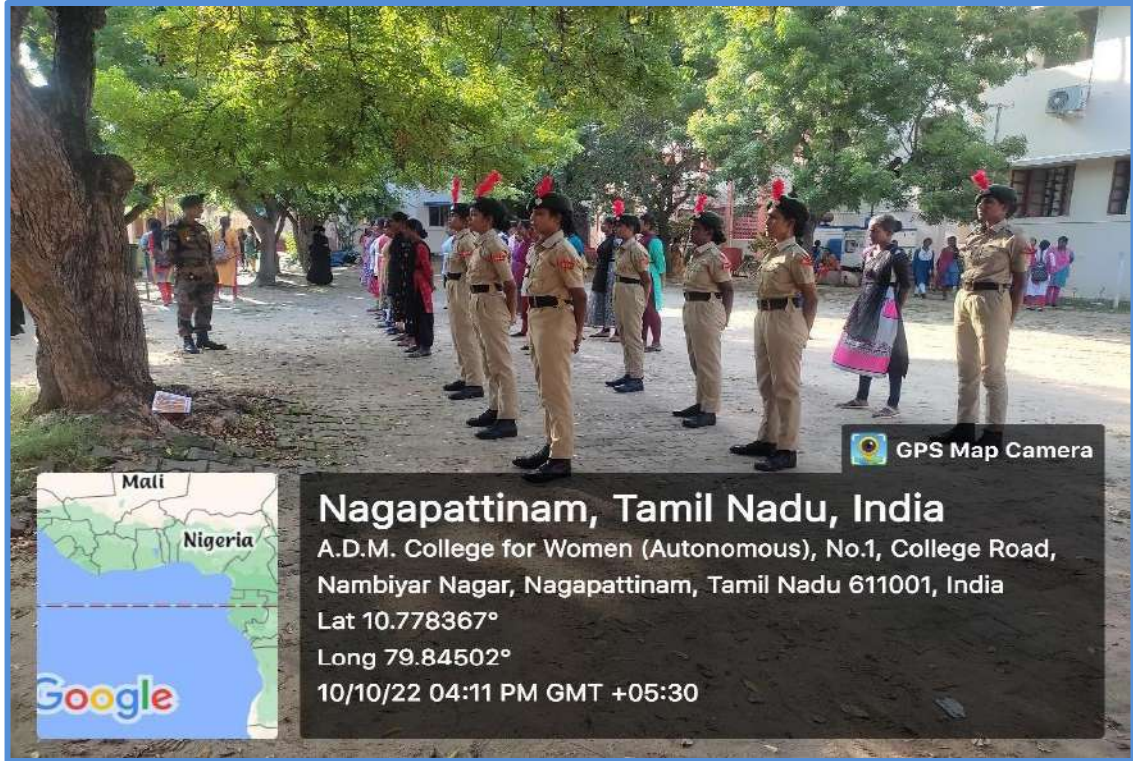 GPS Map Camera
Mali
Nigeria
Google
Nagapattinam, Tamil Nadu, India
A.D.M. College for Women (Autonomous), No.1, College Road,
Nambiyar Nagar, Nagapattinam, Tamil Nadu 611001, India
Lat 10.778367°
Long 79.84502°
10/10/22 04:11 PM GMT +05:30